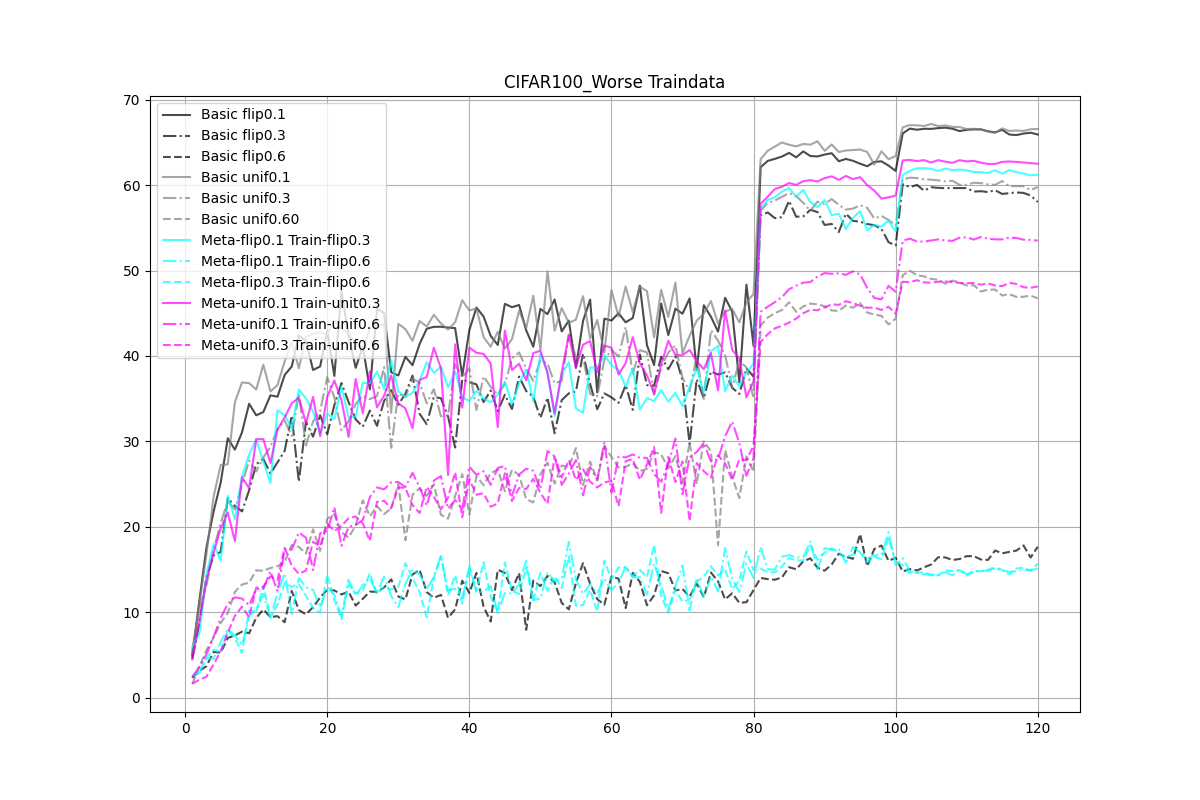 CIFAR100_Worse Traindata
70
60
50
40
30
20
10
0
Basic flip0.1
Basic flip0.3
Basic flip0.6
Basic unif0.1
Basic unif0.3
Basic unif0.60
Meta-flip0.1 Train-flip0.3
Meta-flip0.1 Train-flip0.6
Meta-flip0.3 Train-flip0.6
Meta-unif0.1 Train-unit0.3
Meta-unif0.1 Train-unif0.6
Meta-unif0.3 Train-unif0.6
0 20 40 60 80 100 120